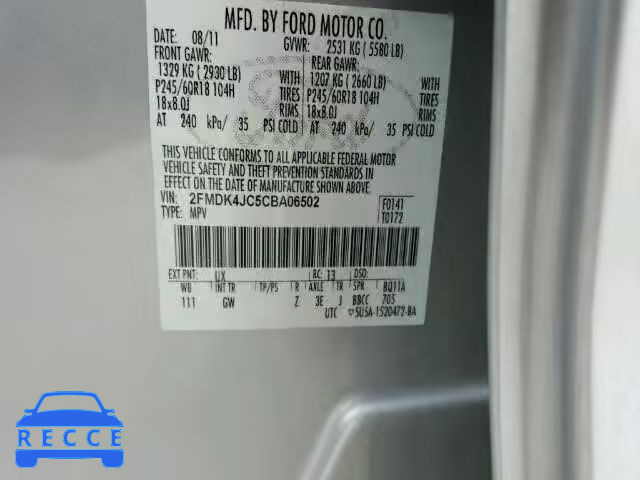 MFD. BY FORD MOTOR CO.
DATE: 08/11 GVWR: 2531 KG ( 5580 LB)
FRONT GAWR: REAR GAWR:
1329 KG ( 2930 LB) WITH 1207 KG ( 2660 LB) WITH
P245/60R18 104H TIRES P245/60R18 104H TIRES
18x8.0J RIMS 18x8.0J RIMS
AT 240 kPa/ 35 PSI COLD AT 240 kPa/ 35 PSI COLD
THIS VEHICLE CONFORMS TO ALL APPLICABLE FEDERAL MOTOR
VEHICLE SAFETY AND THEFT PREVENTION STANDARDS IN
EFFECT ON THE DATE OF MANUFACTURE SHOWN ABOVE.
VIN: 2FMDK4JC5CBA06502 F0141
TYPE: MPV T0172
EXT PNT: UX RC: 13 DSO:
WB INT TR TP/PS R AXLE TR SPR BQ11A
111 GW Z 3E J BBCC 705
UTC ▽5U5A-1520472-BA
RECCE